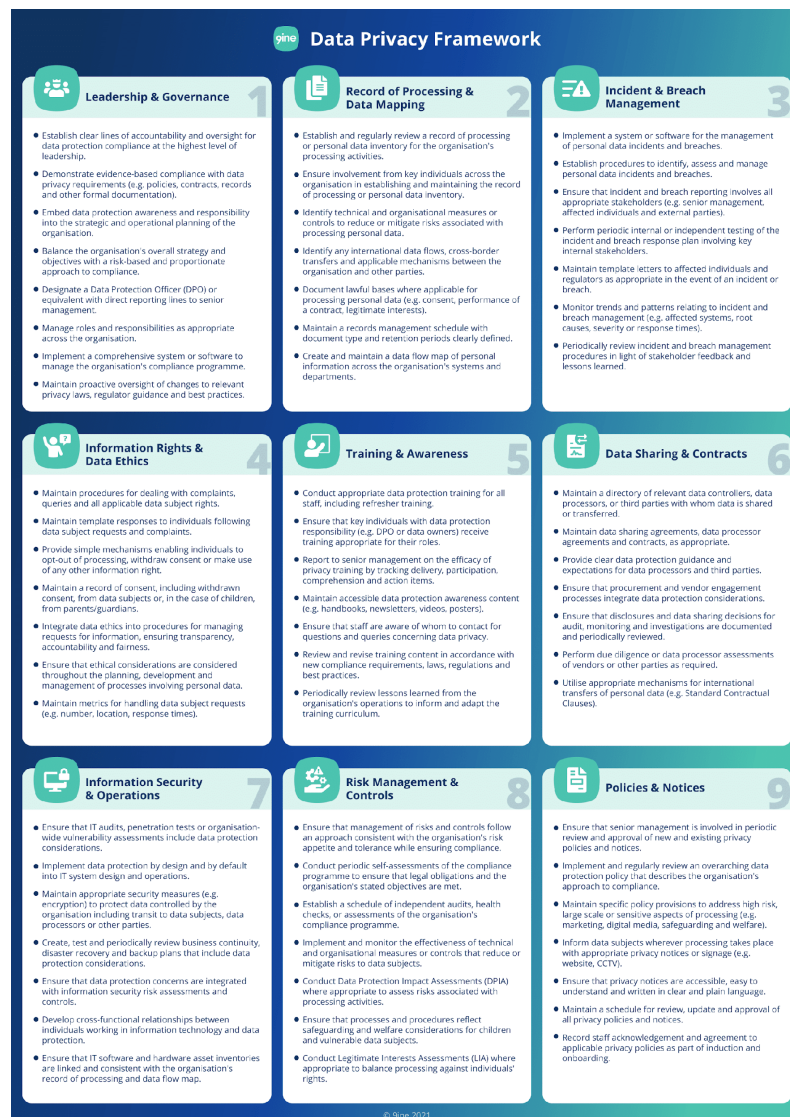 9ine Data Privacy Framework
Leadership & Governance
1
Establish clear lines of accountability and oversight for
data protection compliance at the highest level of
leadership.
Demonstrate evidence-based compliance with data
privacy requirements (e.g. policies, contracts, records
and other formal documentation).
Embed data protection awareness and responsibility
into the strategic and operational planning of the
organisation.
Balance the organisation's overall strategy and
objectives with a risk-based and proportionate
approach to compliance.
Designate a Data Protection Officer (DPO) or
equivalent with direct reporting lines to senior
management.
Manage roles and responsibilities as appropriate
across the organisation.
Implement a comprehensive system or software to
manage the organisation's compliance programme.
Maintain proactive oversight of changes to relevant
privacy laws, regulator guidance and best practices.
Record of Processing &
Data Mapping
2
Establish and regularly review a record of processing
or personal data inventory for the organisation's
processing activities.
Ensure involvement from key individuals across the
organisation in establishing and maintaining the record
of processing or personal data inventory.
Identify technical and organisational measures or
controls to reduce or mitigate risks associated with
processing personal data.
Identify any international data flows, cross-border
transfers and applicable mechanisms between the
organisation and other parties.
Document lawful bases where applicable for
processing personal data (e.g. consent, performance of
a contract, legitimate interests).
Maintain a records management schedule with
document type and retention periods clearly defined.
Create and maintain a data flow map of personal
information across the organisation's systems and
departments.
Incident & Breach
Management
3
Implement a system or software for the management
of personal data incidents and breaches.
Establish procedures to identify, assess and manage
personal data incidents and breaches.
Ensure that incident and breach reporting involves all
appropriate stakeholders (e.g. senior management,
affected individuals and external parties).
Perform periodic internal or independent testing of the
incident and breach response plan involving key
internal stakeholders.
Maintain template letters to affected individuals and
regulators as appropriate in the event of an incident or
breach.
Monitor trends and patterns relating to incident and
breach management (e.g. affected systems, root
causes, severity or response times).
Periodically review incident and breach management
procedures in light of stakeholder feedback and
lessons learned.
Information Rights &
Data Ethics
4
Maintain procedures for dealing with complaints,
queries and all applicable data subject rights.
Maintain template responses to individuals following
data subject requests and complaints.
Provide simple mechanisms enabling individuals to
opt-out of processing, withdraw consent or make use
of any other information right.
Maintain a record of consent, including withdrawn
consent, from data subjects or, in the case of children,
from parents/guardians.
Integrate data ethics into procedures for managing
requests for information, ensuring transparency,
accountability and fairness.
Ensure that ethical considerations are considered
throughout the planning, development and
management of processes involving personal data.
Maintain metrics for handling data subject requests
(e.g. number, location, response times).
Training & Awareness
5
Conduct appropriate data protection training for all
staff, including refresher training.
Ensure that key individuals with data protection
responsibility (e.g. DPO or data owners) receive
training appropriate for their roles.
Report to senior management on the efficacy of
privacy training by tracking delivery, participation,
comprehension and action items.
Maintain accessible data protection awareness content
(e.g. handbooks, newsletters, videos, posters).
Ensure that staff are aware of whom to contact for
questions and queries concerning data privacy.
Review and revise training content in accordance with
new compliance requirements, laws, regulations and
best practices.
Periodically review lessons learned from the
organisation's operations to inform and adapt the
training curriculum.
Data Sharing & Contracts
6
Maintain a directory of relevant data controllers, data
processors, or third parties with whom data is shared
or transferred.
Maintain data sharing agreements, data processor
agreements and contracts, as appropriate.
Provide clear data protection guidance and
expectations for data processors and third parties.
Ensure that procurement and vendor engagement
processes integrate data protection considerations.
Ensure that disclosures and data sharing decisions for
audit, monitoring and investigations are documented
and periodically reviewed.
Perform due diligence or data processor assessments
of vendors or other parties as required.
Utilise appropriate mechanisms for international
transfers of personal data (e.g. Standard Contractual
Clauses).
Information Security
& Operations
7
Ensure that IT audits, penetration tests or organisation-
wide vulnerability assessments include data protection
considerations.
Implement data protection by design and by default
into IT system design and operations.
Maintain appropriate security measures (e.g.
encryption) to protect data controlled by the
organisation including transit to data subjects, data
processors or other parties.
Create, test and periodically review business continuity,
disaster recovery and backup plans that include data
protection considerations.
Ensure that data protection concerns are integrated
with information security risk assessments and
controls.
Develop cross-functional relationships between
individuals working in information technology and data
protection.
Ensure that IT software and hardware asset inventories
are linked and consistent with the organisation's
record of processing and data flow map.
Risk Management &
Controls
8
Ensure that management of risks and controls follow
an approach consistent with the organisation's risk
appetite and tolerance while ensuring compliance.
Conduct periodic self-assessments of the compliance
programme to ensure that legal obligations and the
organisation's stated objectives are met.
Establish a schedule of independent audits, health
checks, or assessments of the organisation's
compliance programme.
Implement and monitor the effectiveness of technical
and organisational measures or controls that reduce or
mitigate risks to data subjects.
Conduct Data Protection Impact Assessments (DPIA)
where appropriate to assess risks associated with
processing activities.
Ensure that processes and procedures reflect
safeguarding and welfare considerations for children
and vulnerable data subjects.
Conduct Legitimate Interests Assessments (LIA) where
appropriate to balance processing against individuals'
rights.
Policies & Notices
9
Ensure that senior management is involved in periodic
review and approval of new and existing privacy
policies and notices.
Implement and regularly review an overarching data
protection policy that describes the organisation's
approach to compliance.
Maintain specific policy provisions to address high risk,
large scale or sensitive aspects of processing (e.g.
marketing, digital media, safeguarding and welfare).
Inform data subjects wherever processing takes place
with appropriate privacy notices or signage (e.g.
website, CCTV).
Ensure that privacy notices are accessible, easy to
understand and written in clear and plain language.
Maintain a schedule for review, update and approval of
all privacy policies and notices.
Record staff acknowledgement and agreement to
applicable privacy policies as part of induction and
onboarding.
© 9ine 2021